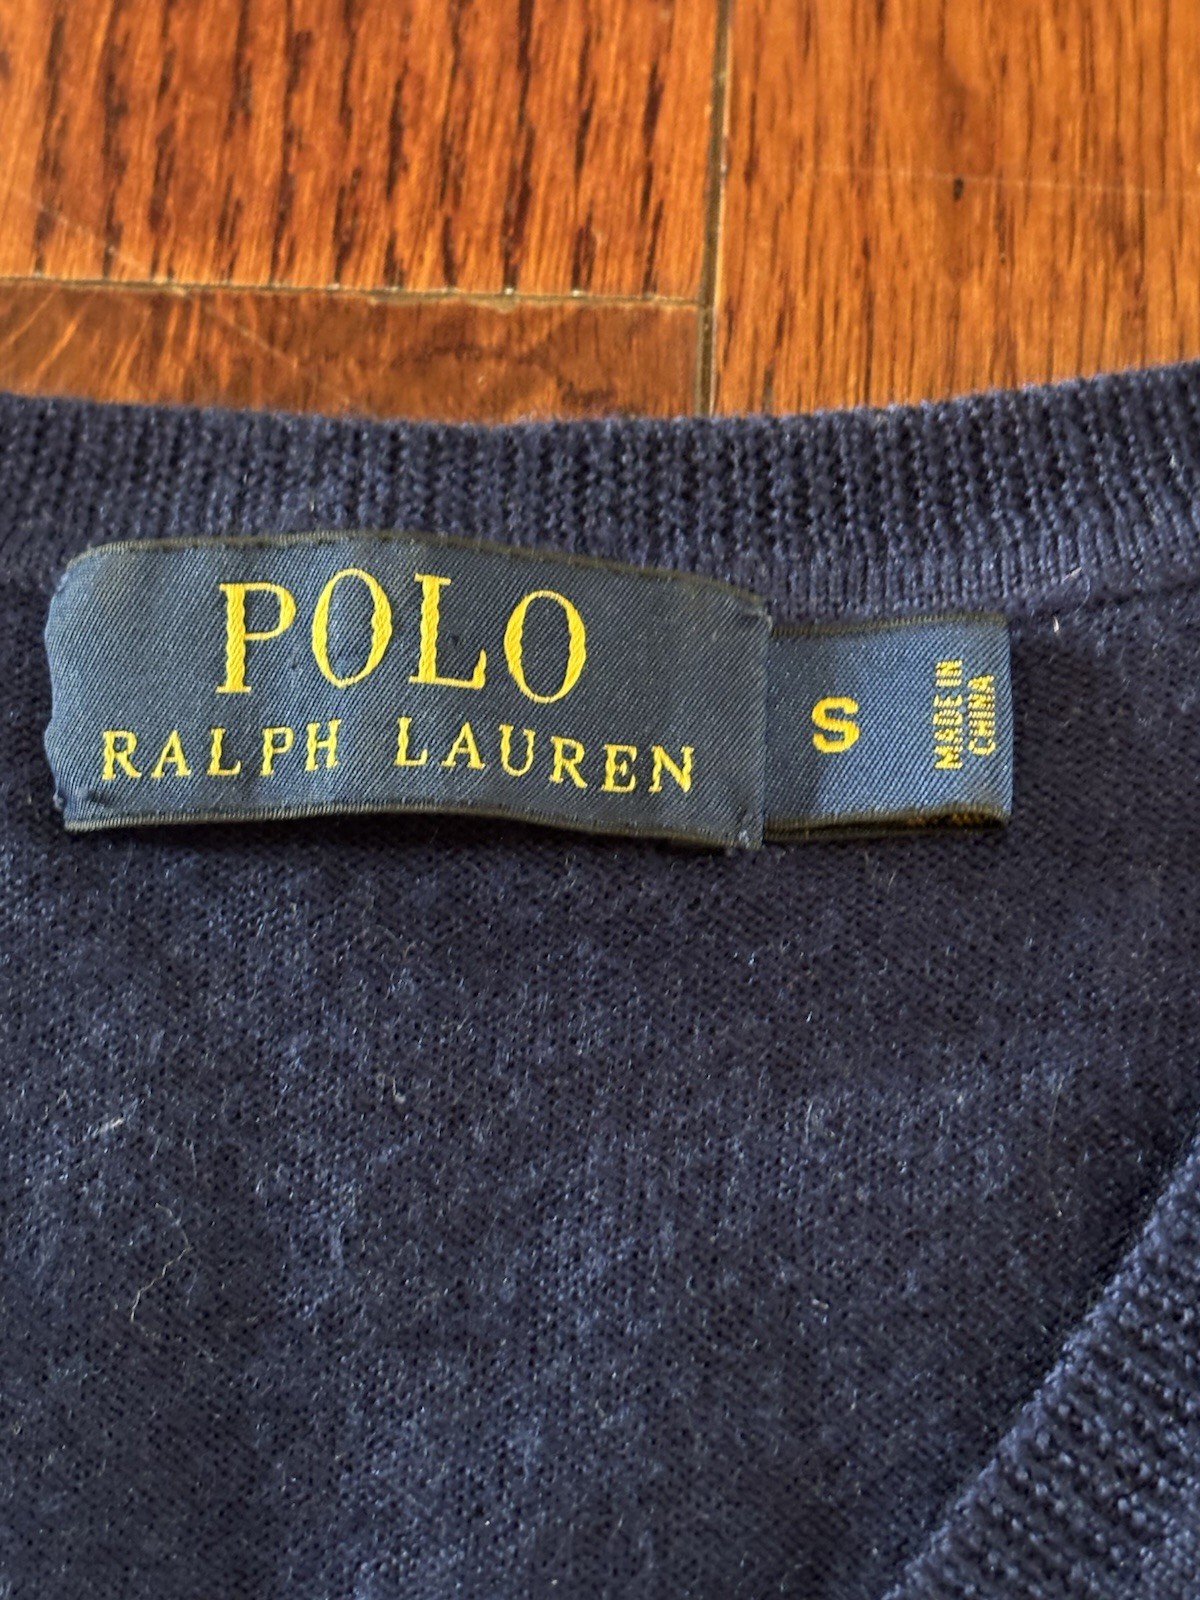 POLO
RALPH LAUREN
S
MADE IN
CHINA